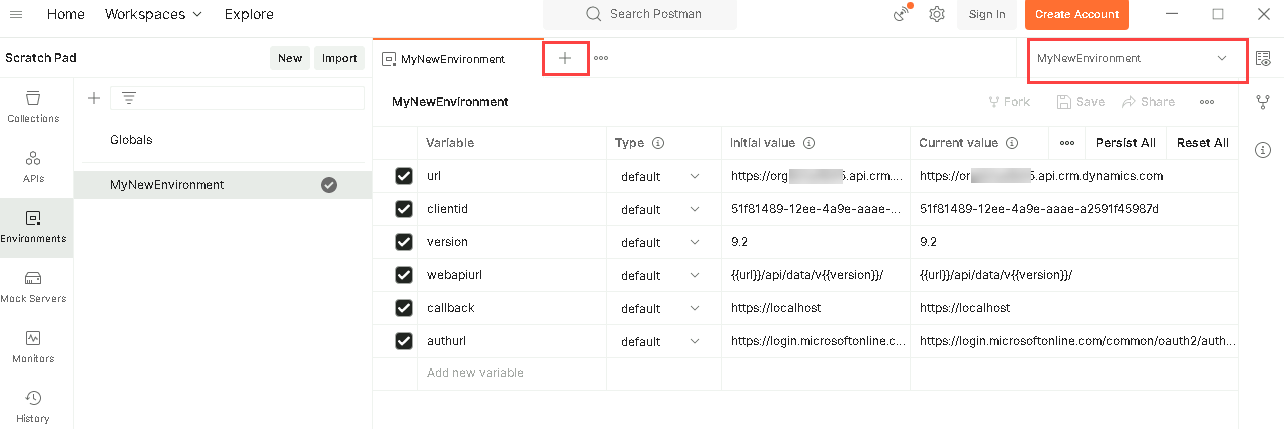 Home Workspaces Explore Search Postman Sign In Create Account
Scratch Pad New Import MyNewEnvironment MyNewEnvironment
Collections
APIs
Environments
Mock Servers
Monitors
History
Globals
MyNewEnvironment
MyNewEnvironment Fork Save Share
Variable Type Initial value Current value Persist All Reset All
url default https://org 5.api.crm.... https://or 5.api.crm.dynamics.com
clientid default 51f81489-12ee-4a9e-aaae-... 51f81489-12ee-4a9e-aaae-a2591f45987d
version default 9.2 9.2
webapiurl default {{url}}/api/data/v{{version}}/ {{url}}/api/data/v{{version}}/
callback default https://localhost https://localhost
authurl default https://login.microsoftonline.c... https://login.microsoftonline.com/common/oauth2/auth...
Add new variable